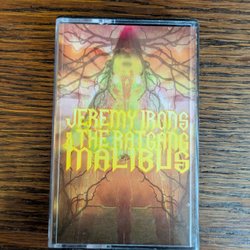 JEREMY IRONS
& THE RATGANG
MALIBUS